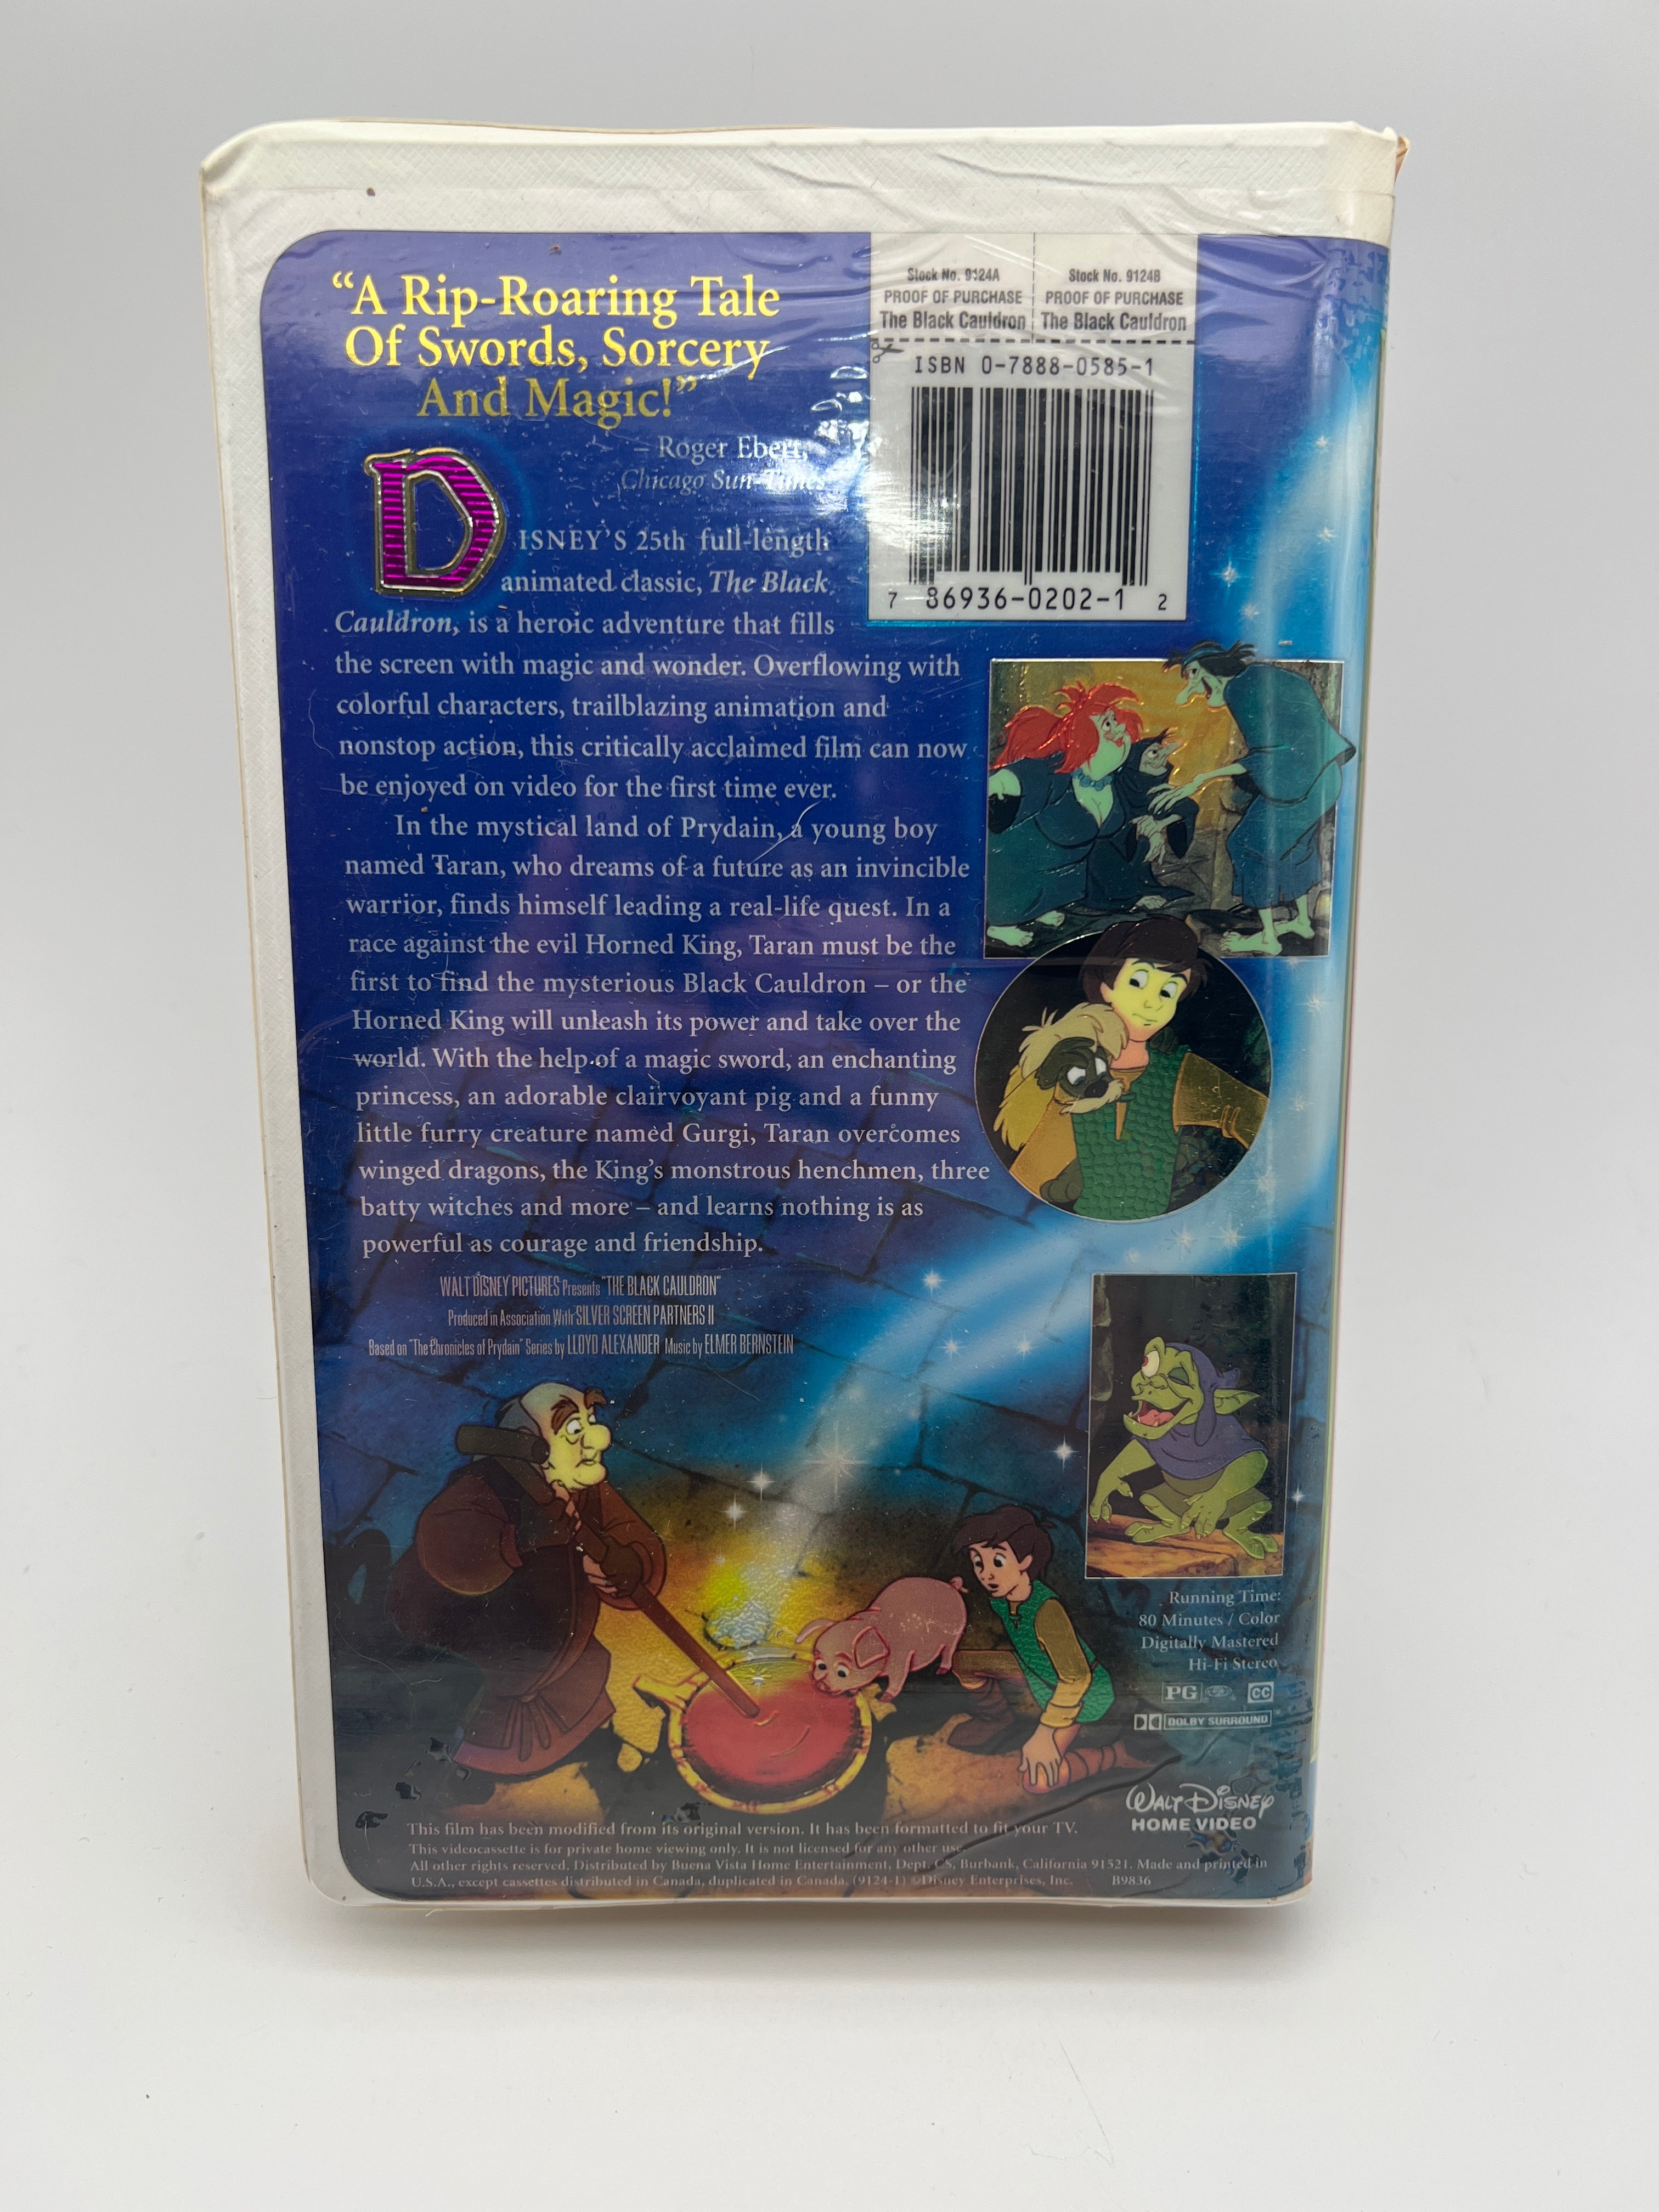 "A Rip-Roaring Tale
Of Swords, Sorcery
And Magic!"
– Roger Ebert,
Chicago Sun-Times
DISNEY'S 25th full-length
animated classic, The Black
Cauldron, is a heroic adventure that fills
the screen with magic and wonder. Overflowing with
colorful characters, trailblazing animation and
nonstop action, this critically acclaimed film can now
be enjoyed on video for the first time ever.
In the mystical land of Prydain, a young boy
named Taran, who dreams of a future as an invincible
warrior, finds himself leading a real-life quest. In a
race against the evil Horned King, Taran must be the
first to find the mysterious Black Cauldron – or the
Horned King will unleash its power and take over the
world. With the help of a magic sword, an enchanting
princess, an adorable clairvoyant pig and a funny
little furry creature named Gurgi, Taran overcomes
winged dragons, the King's monstrous henchmen, three
batty witches and more – and learns nothing is as
powerful as courage and friendship.
WALT DISNEY PICTURES Presents "THE BLACK CAULDRON"
Produced in Association With SILVER SCREEN PARTNERS II
Based on "The Chronicles of Prydain" Series by LLOYD ALEXANDER Music by ELMER BERNSTEIN
Stock No. 9124A
PROOF OF PURCHASE
The Black Cauldron
Stock No. 9124B
PROOF OF PURCHASE
The Black Cauldron
ISBN 0-7888-0585-1
7 86936-0202-1 2
Running Time:
80 Minutes / Color
Digitally Mastered
Hi-Fi Stereo
PG CC
DOLBY SURROUND
WALT DISNEY
HOME VIDEO
This film has been modified from its original version. It has been formatted to fit your TV.
This videocassette is for private home viewing only. It is not licensed for any other use.
All other rights reserved. Distributed by Buena Vista Home Entertainment, Dept. CS, Burbank, California 91521. Made and printed in
U.S.A., except cassettes distributed in Canada, duplicated in Canada. (9124-1) ©Disney Enterprises, Inc. B9836